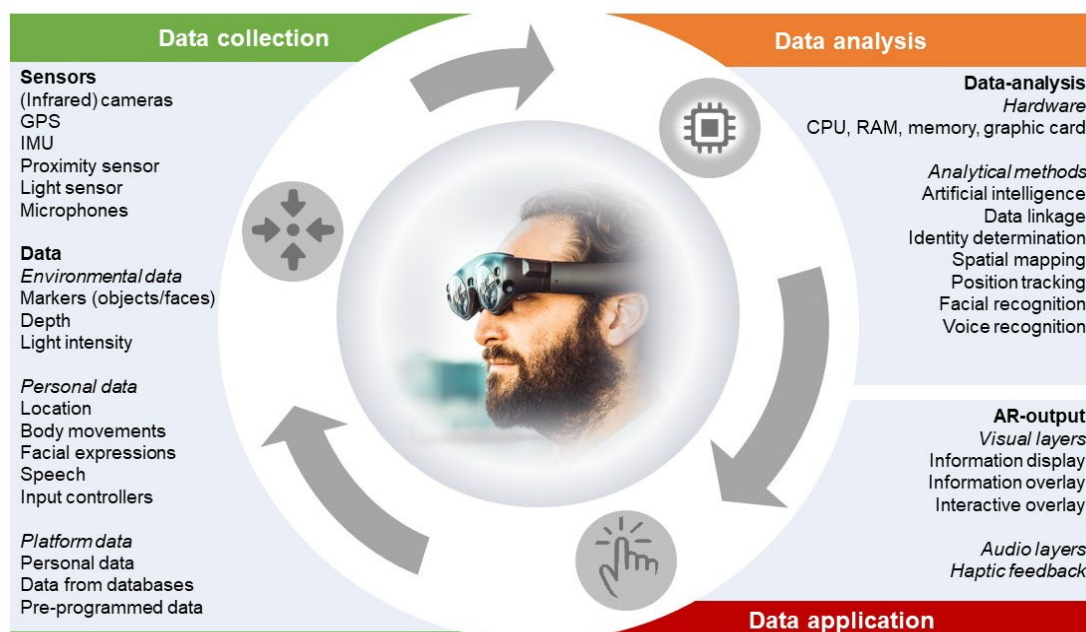 Data collection
Sensors
(Infrared) cameras
GPS
IMU
Proximity sensor
Light sensor
Microphones
Data
Environmental data
Markers (objects/faces)
Depth
Light intensity
Personal data
Location
Body movements
Facial expressions
Speech
Input controllers
Platform data
Personal data
Data from databases
Pre-programmed data
Data analysis
Data-analysis
Hardware
CPU, RAM, memory, graphic card
Analytical methods
Artificial intelligence
Data linkage
Identity determination
Spatial mapping
Position tracking
Facial recognition
Voice recognition
AR-output
Visual layers
Information display
Information overlay
Interactive overlay
Audio layers
Haptic feedback
Data application